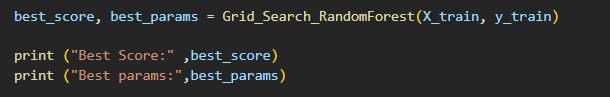 best_score, best_params = Grid_Search_RandomForest(X_train, y_train)
print ("Best Score:" ,best_score)
print ("Best params:",best_params)